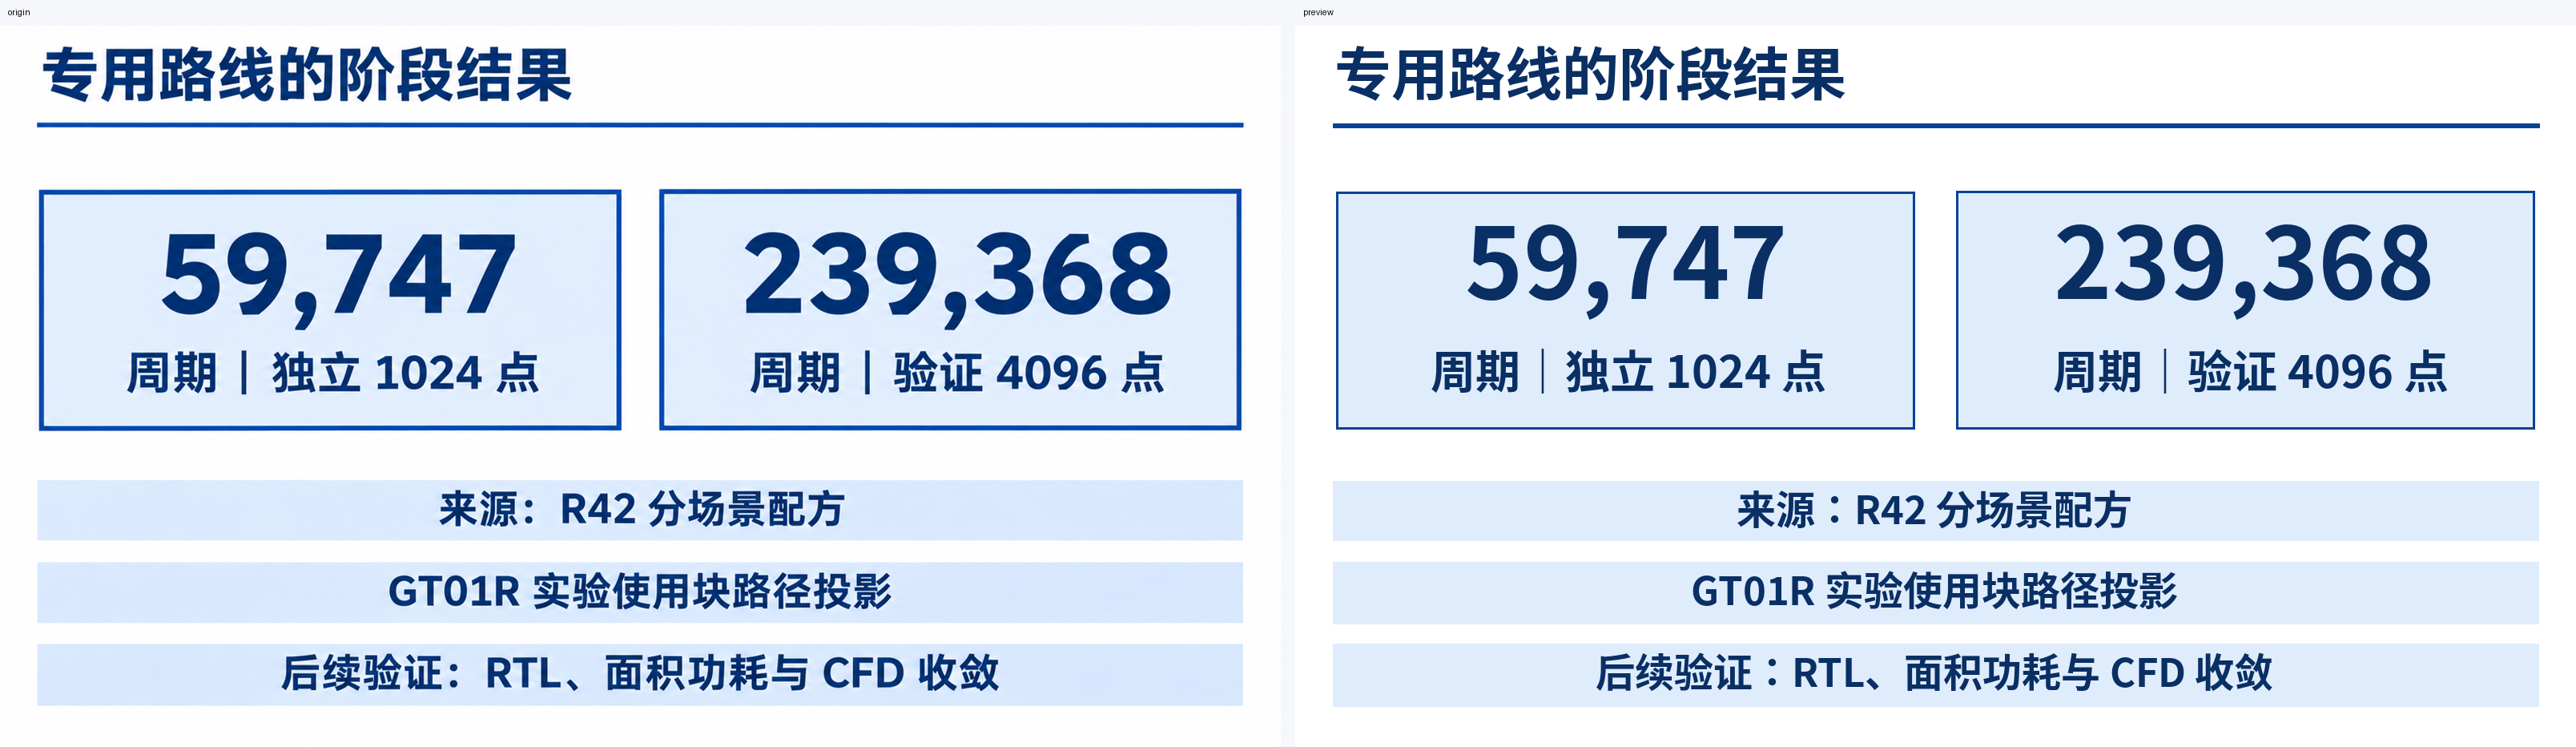 origin
专用路线的阶段结果
59,747
周期｜独立 1024 点
239,368
周期｜验证 4096 点
来源：R42 分场景配方
GT01R 实验使用块路径投影
后续验证：RTL、面积功耗与 CFD 收敛
preview
专用路线的阶段结果
59,747
周期｜独立 1024 点
239,368
周期｜验证 4096 点
来源：R42 分场景配方
GT01R 实验使用块路径投影
后续验证：RTL、面积功耗与 CFD 收敛